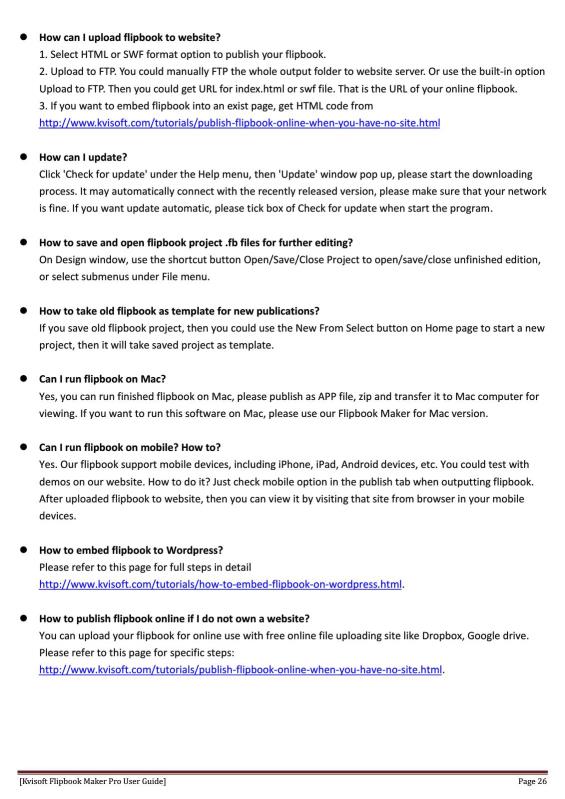 ● How can I upload flipbook to website?
1. Select HTML or SWF format option to publish your flipbook.
2. Upload to FTP. You could manually FTP the whole output folder to website server. Or use the built-in option
Upload to FTP. Then you could get URL for index.html or swf file. That is the URL of your online flipbook.
3. If you want to embed flipbook into an exist page, get HTML code from
http://www.kvisoft.com/tutorials/publish-flipbook-online-when-you-have-no-site.html
● How can I update?
Click 'Check for update' under the Help menu, then 'Update' window pop up, please start the downloading
process. It may automatically connect with the recently released version, please make sure that your network
is fine. If you want update automatic, please tick box of Check for update when start the program.
● How to save and open flipbook project .fb files for further editing?
On Design window, use the shortcut button Open/Save/Close Project to open/save/close unfinished edition,
or select submenus under File menu.
● How to take old flipbook as template for new publications?
If you save old flipbook project, then you could use the New From Select button on Home page to start a new
project, then it will take saved project as template.
● Can I run flipbook on Mac?
Yes, you can run finished flipbook on Mac, please publish as APP file, zip and transfer it to Mac computer for
viewing. If you want to run this software on Mac, please use our Flipbook Maker for Mac version.
● Can I run flipbook on mobile? How to?
Yes. Our flipbook support mobile devices, including iPhone, iPad, Android devices, etc. You could test with
demos on our website. How to do it? Just check mobile option in the publish tab when outputting flipbook.
After uploaded flipbook to website, then you can view it by visiting that site from browser in your mobile
devices.
● How to embed flipbook to Wordpress?
Please refer to this page for full steps in detail
http://www.kvisoft.com/tutorials/how-to-embed-flipbook-on-wordpress.html.
● How to publish flipbook online if I do not own a website?
You can upload your flipbook for online use with free online file uploading site like Dropbox, Google drive.
Please refer to this page for specific steps:
http://www.kvisoft.com/tutorials/publish-flipbook-online-when-you-have-no-site.html.
[Kvisoft Flipbook Maker Pro User Guide] Page 26